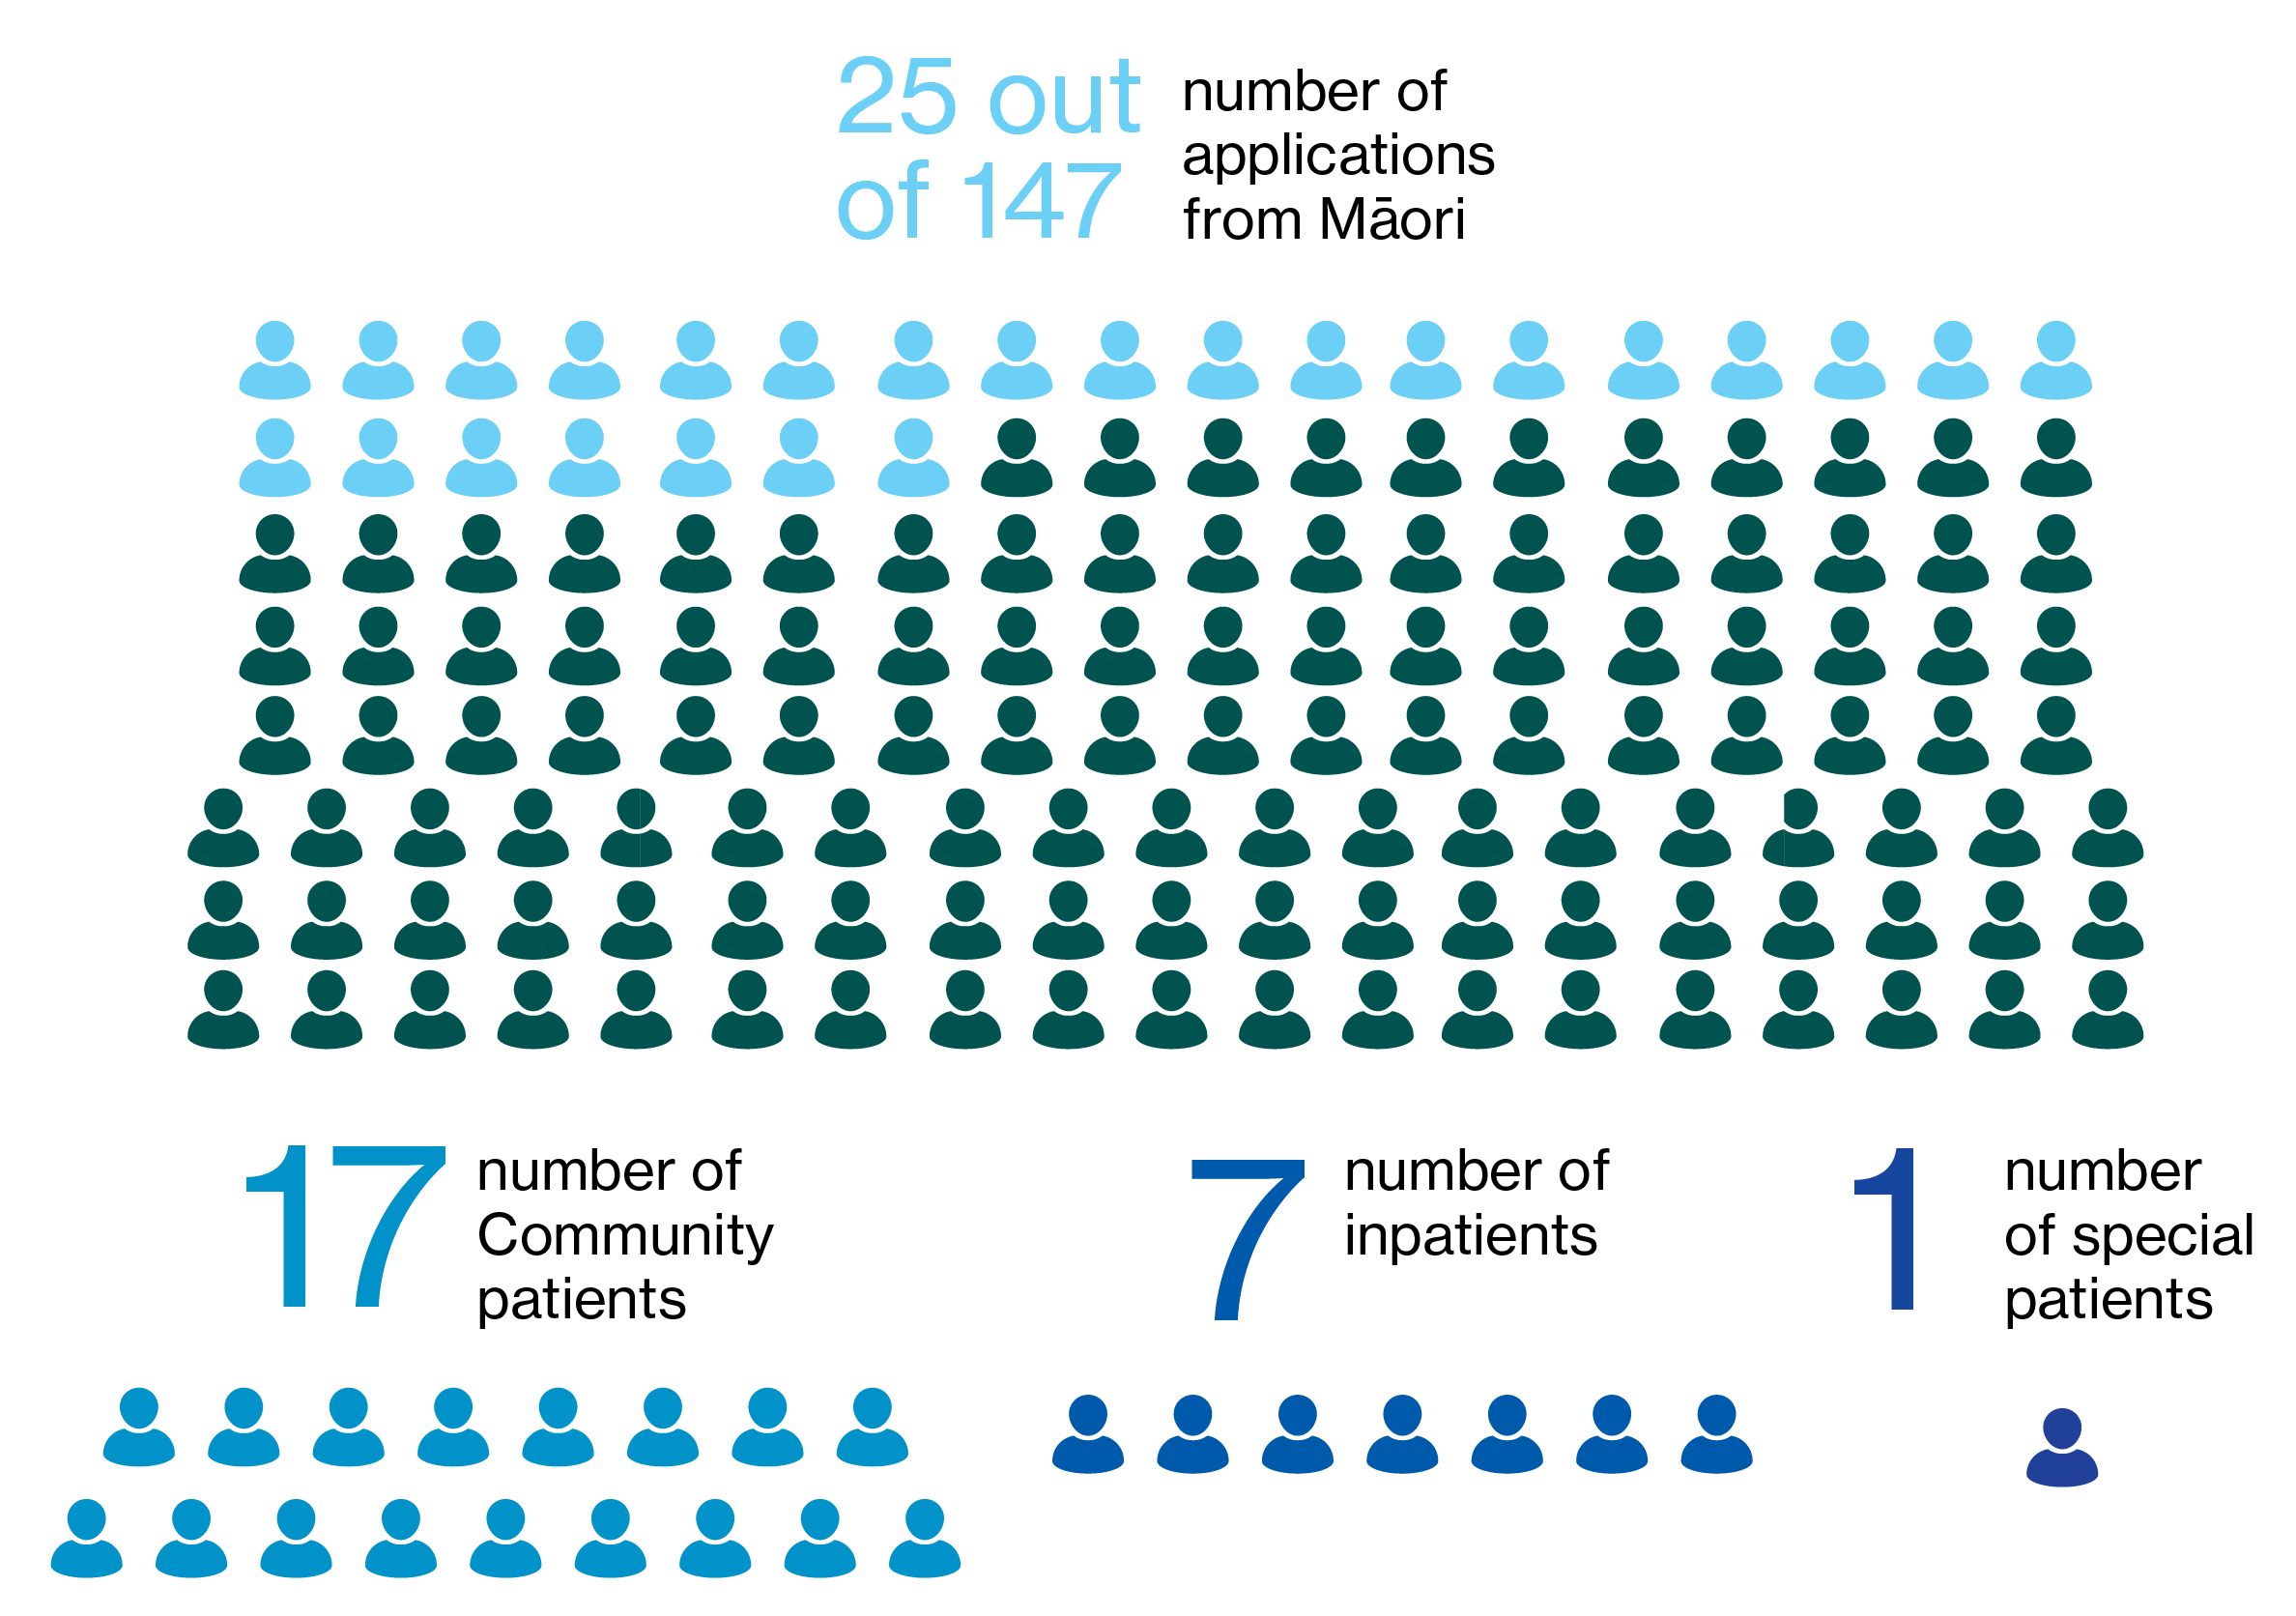 25 out
of 147
number of
applications
from Māori
17
number of
Community
patients
7
number of
inpatients
1
number
of special
patients